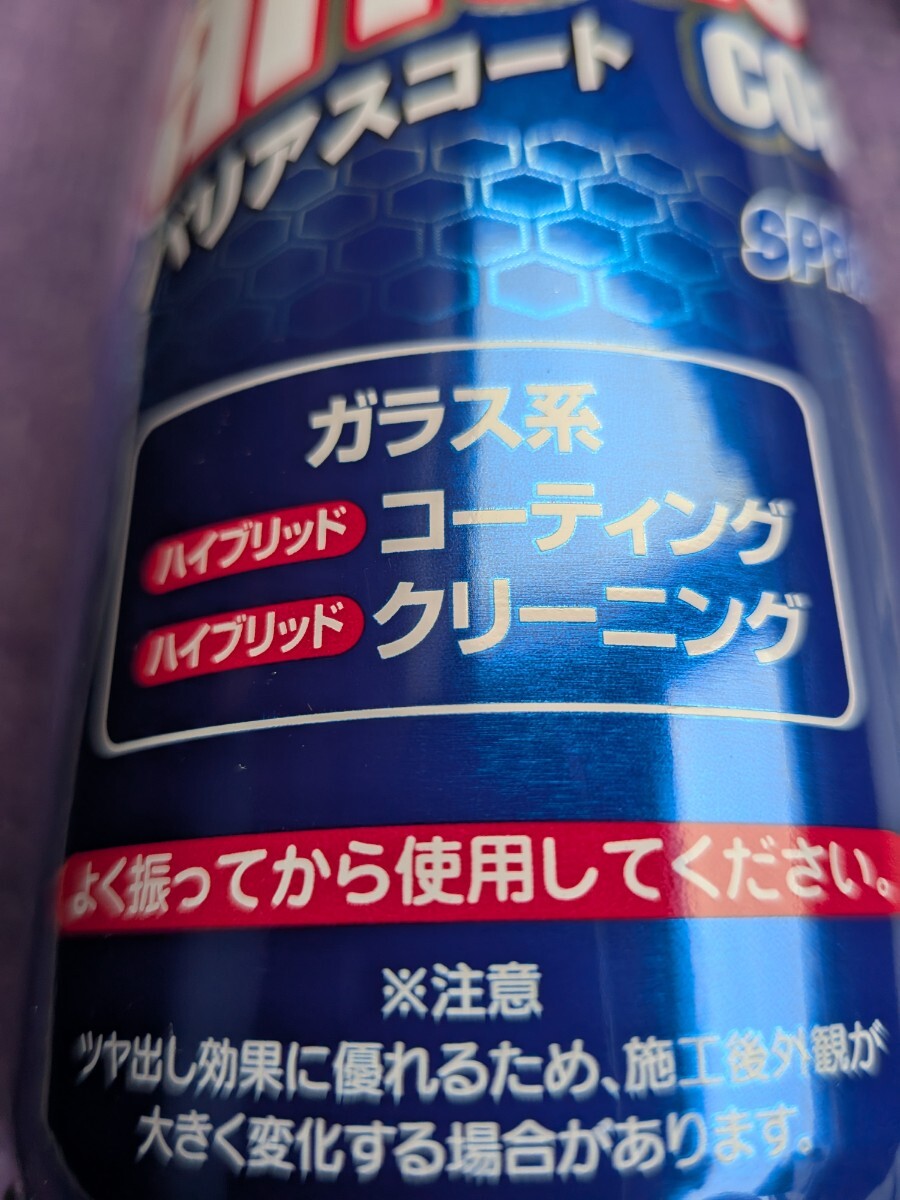 バリアスコート
ガラス系
ハイブリッド コーティング
ハイブリッド クリーニング
よく振ってから使用してください。
※注意
ツヤ出し効果に優れるため、施工後外観が
大きく変化する場合があります。